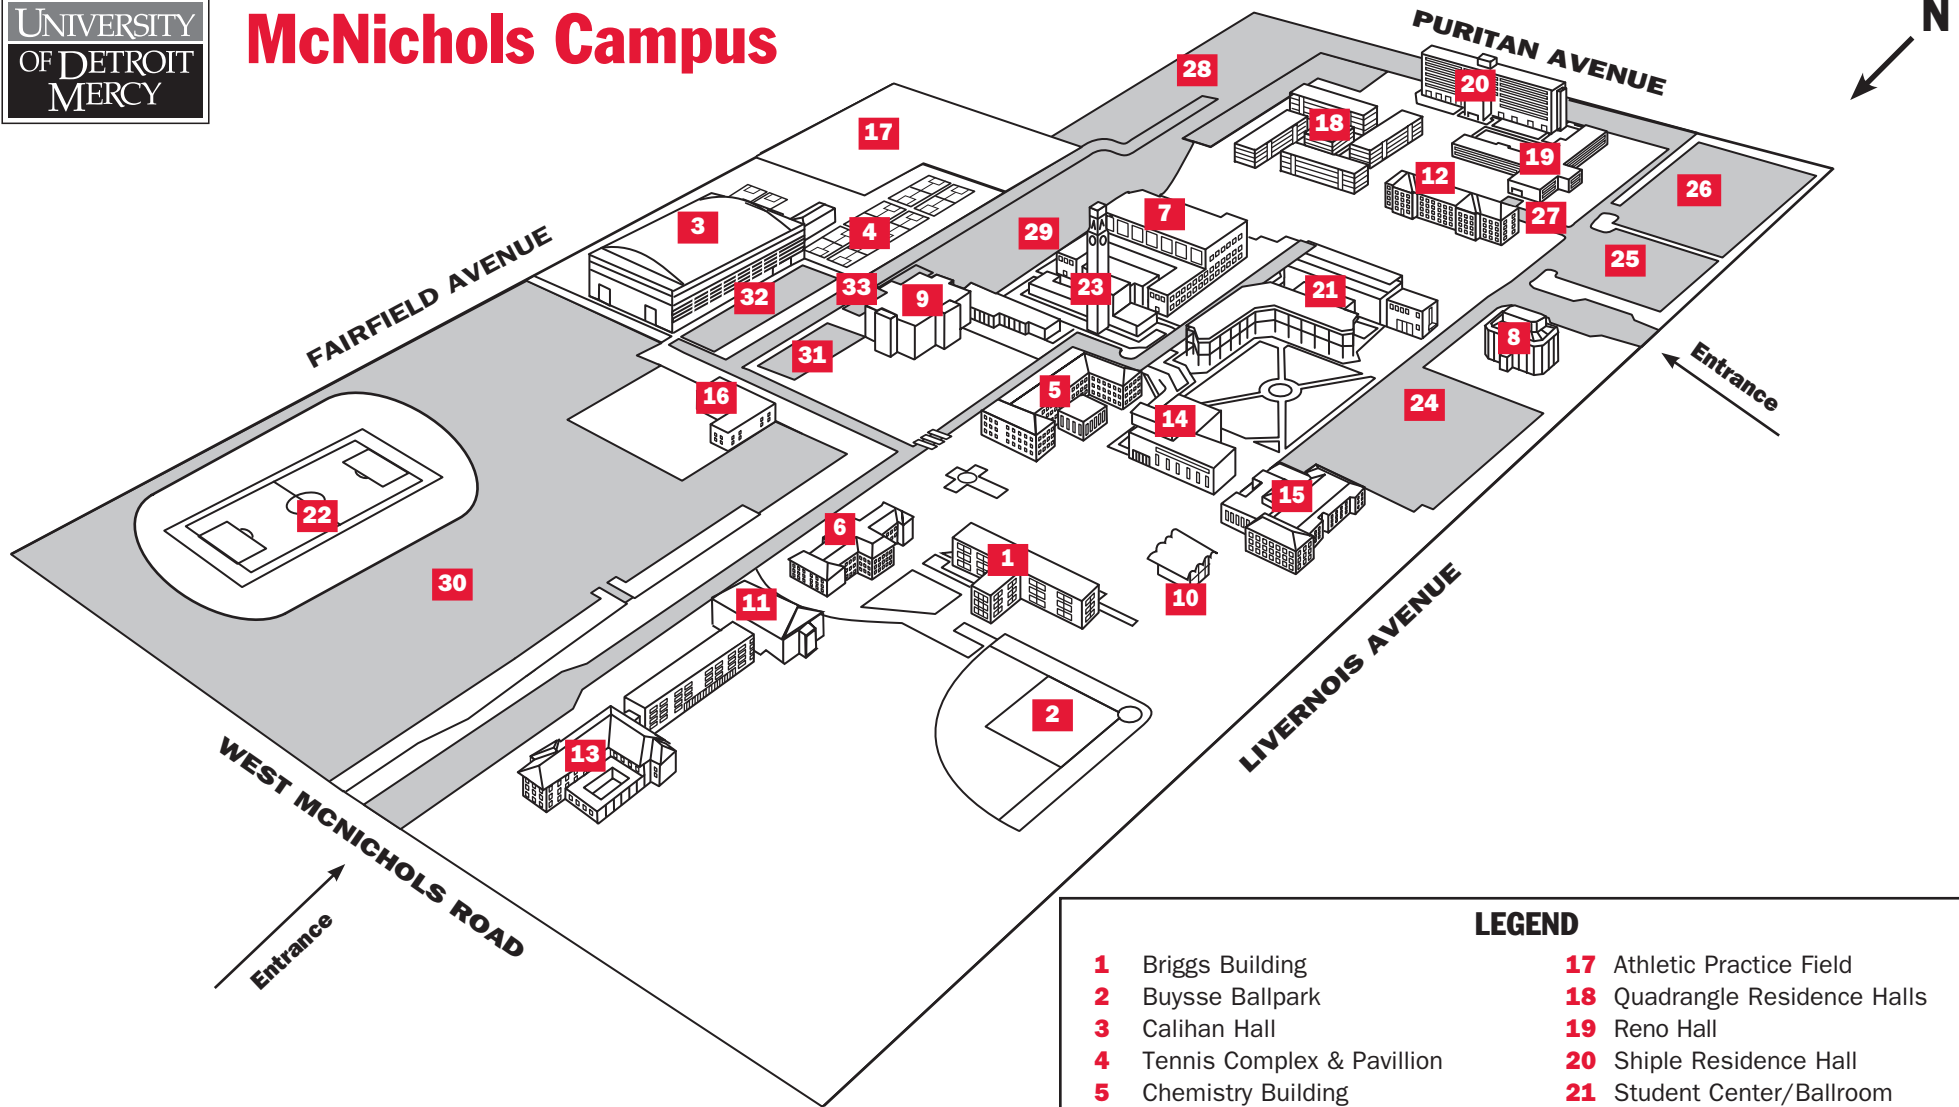 UNIVERSITY
OF DETROIT
MERCY
McNichols Campus
N
PURITAN AVENUE
28
20
17
18
19
12
26
3
4
29
7
27
25
FAIRFIELD AVENUE
32
33
9
23
21
8
31
Entrance
16
5
14
24
22
6
15
30
1
11
10
2
LIVERNOIS AVENUE
13
WEST MCNICHOLS ROAD
Entrance
LEGEND
1 Briggs Building
2 Buysse Ballpark
3 Calihan Hall
4 Tennis Complex & Pavillion
5 Chemistry Building
17 Athletic Practice Field
18 Quadrangle Residence Halls
19 Reno Hall
20 Shiple Residence Hall
21 Student Center/Ballroom